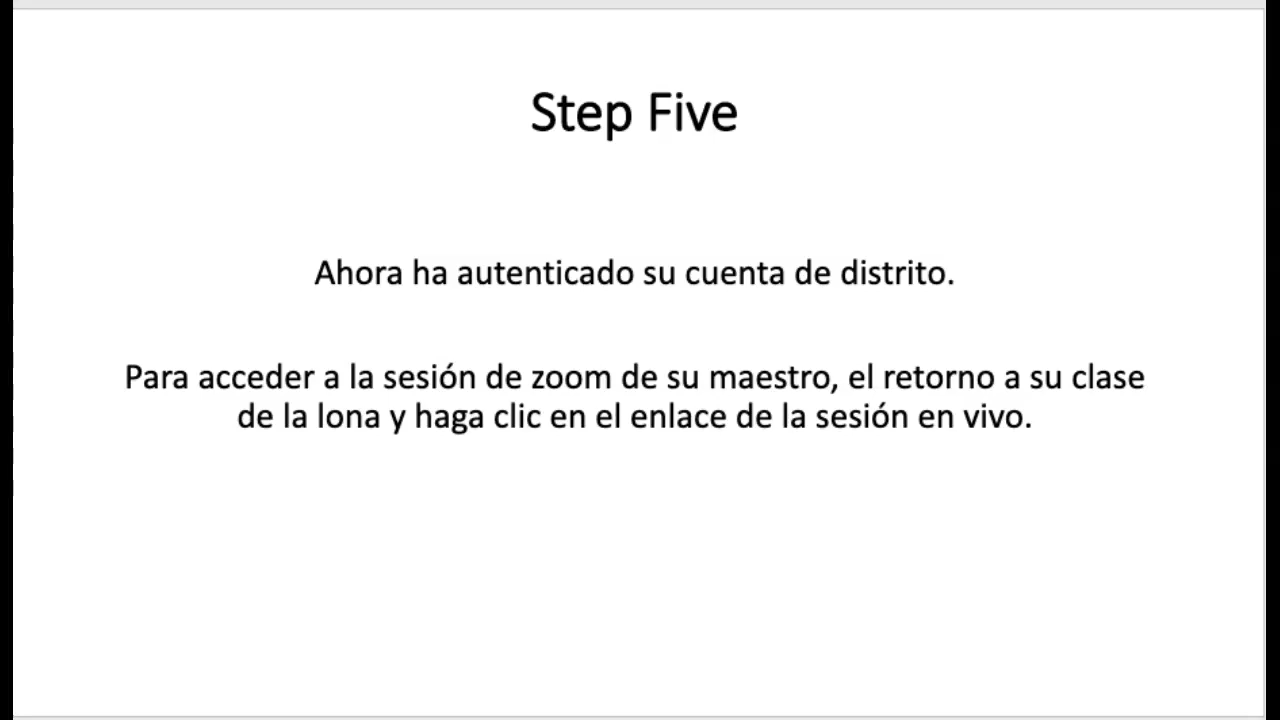 Step Five
Ahora ha autenticado su cuenta de distrito.
Para acceder a la sesión de zoom de su maestro, el retorno a su clase
de la lona y haga clic en el enlace de la sesión en vivo.